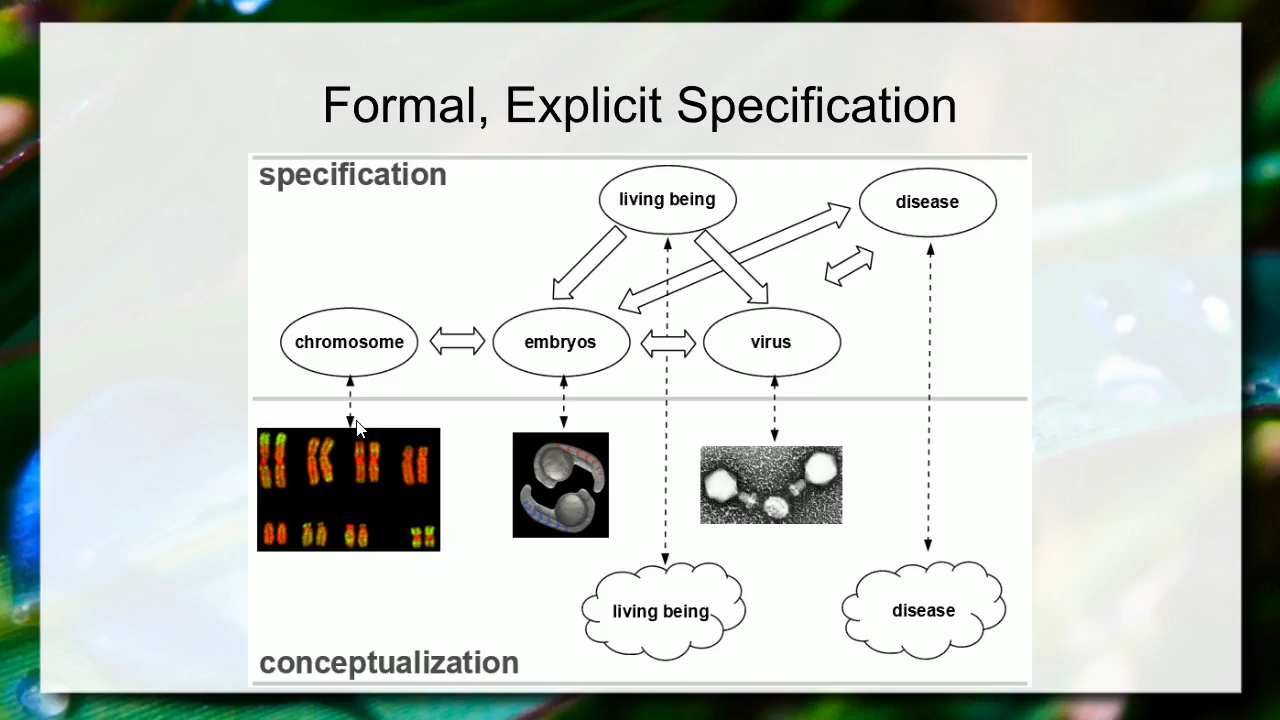 Formal, Explicit Specification
specification
living being
disease
chromosome
embryos
virus
living being
disease
conceptualization